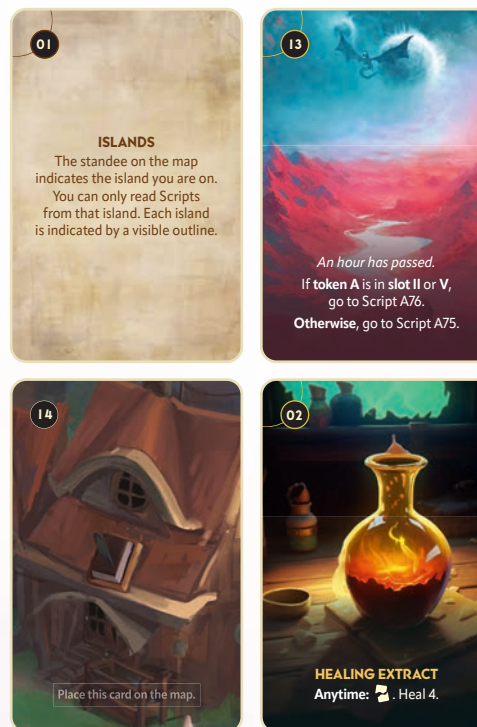 01
ISLANDS
The standee on the map
indicates the island you are on.
You can only read Scripts
from that island. Each island
is indicated by a visible outline.
13
An hour has passed.
If token A is in slot II or V,
go to Script A76.
Otherwise, go to Script A75.
14
Place this card on the map.
02
HEALING EXTRACT
Anytime: . Heal 4.